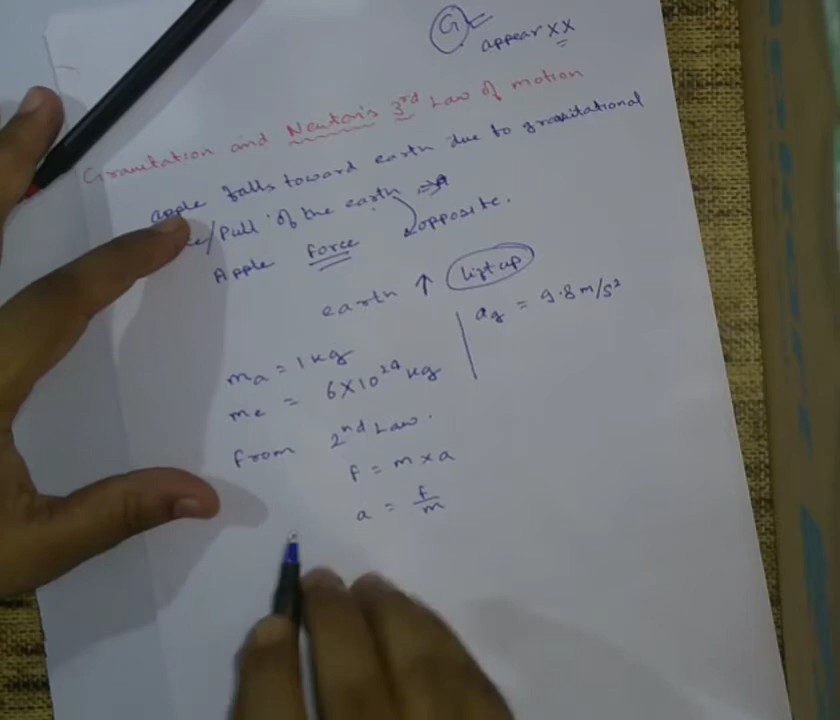 G
appear XX
Gravitation and Newton's 3rd Law of motion
apple falls toward earth due to gravitational
/Pull of the earth ⇒
Apple Force opposite.
earth ↑ lift up
ag = 9.8 m/s²
ma = 1 kg
me = 6×10²⁴ kg
From 2nd Law.
f = m × a
a = f/m